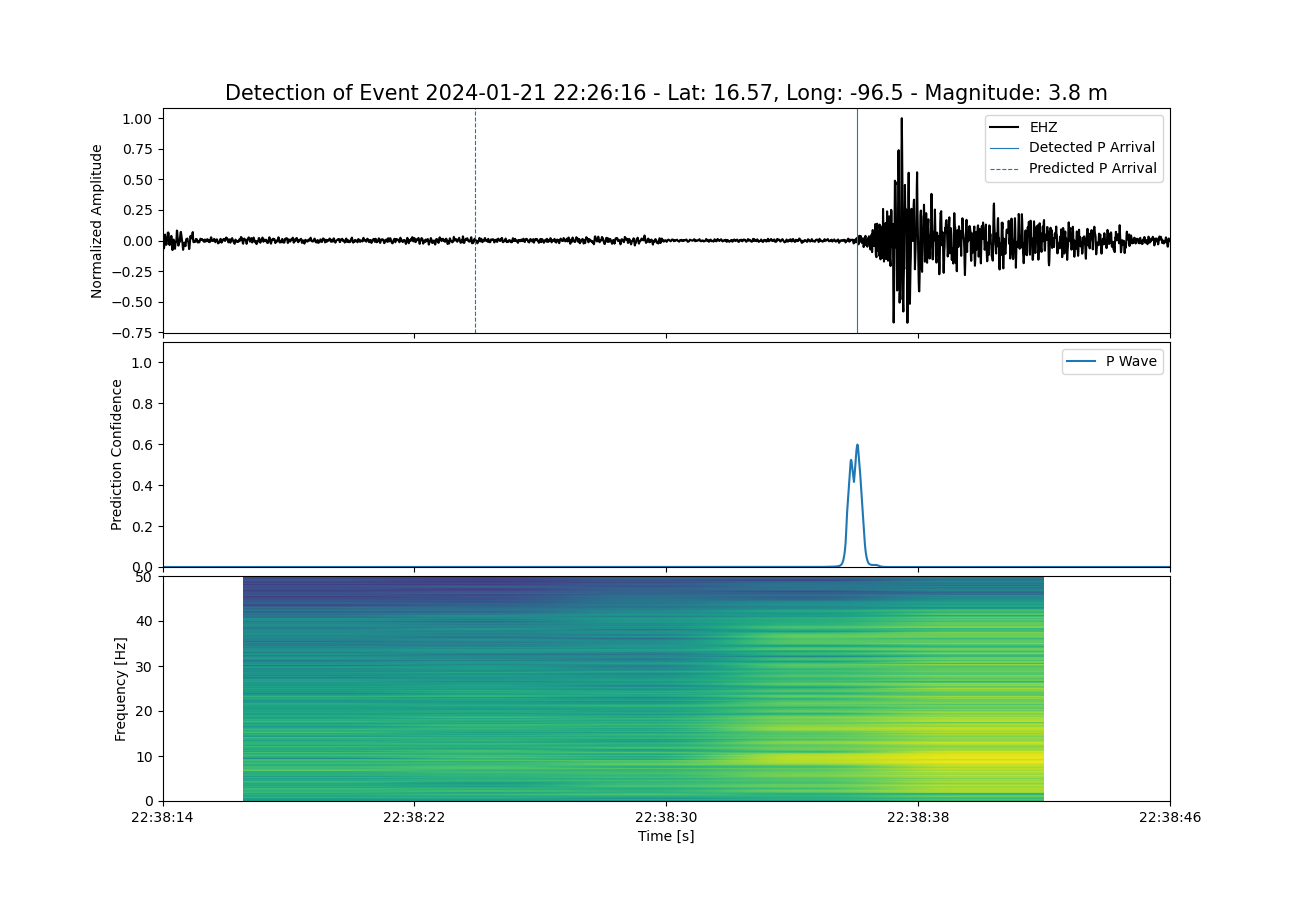 Detection of Event 2024-01-21 22:26:16 - Lat: 16.57, Long: -96.5 - Magnitude: 3.8 m
Normalized Amplitude
1.00
0.75
0.50
0.25
0.00
−0.25
−0.50
−0.75
EHZ
Detected P Arrival
Predicted P Arrival
Prediction Confidence
1.0
0.8
0.6
0.4
0.2
0.0
P Wave
Frequency [Hz]
50
40
30
20
10
0
22:38:14 22:38:22 22:38:30 22:38:38 22:38:46
Time [s]